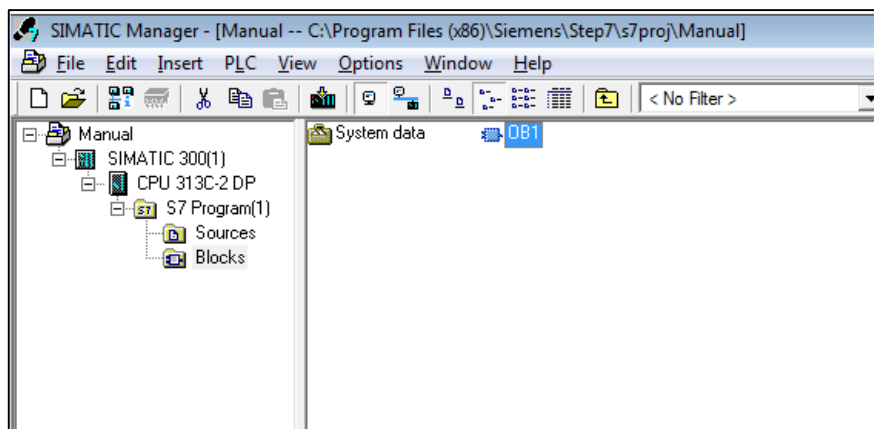 SIMATIC Manager - [Manual -- C:\Program Files (x86)\Siemens\Step7\s7proj\Manual]
File Edit Insert PLC View Options Window Help
< No Filter >
Manual
SIMATIC 300(1)
CPU 313C-2 DP
S7 Program(1)
Sources
Blocks
System data OB1